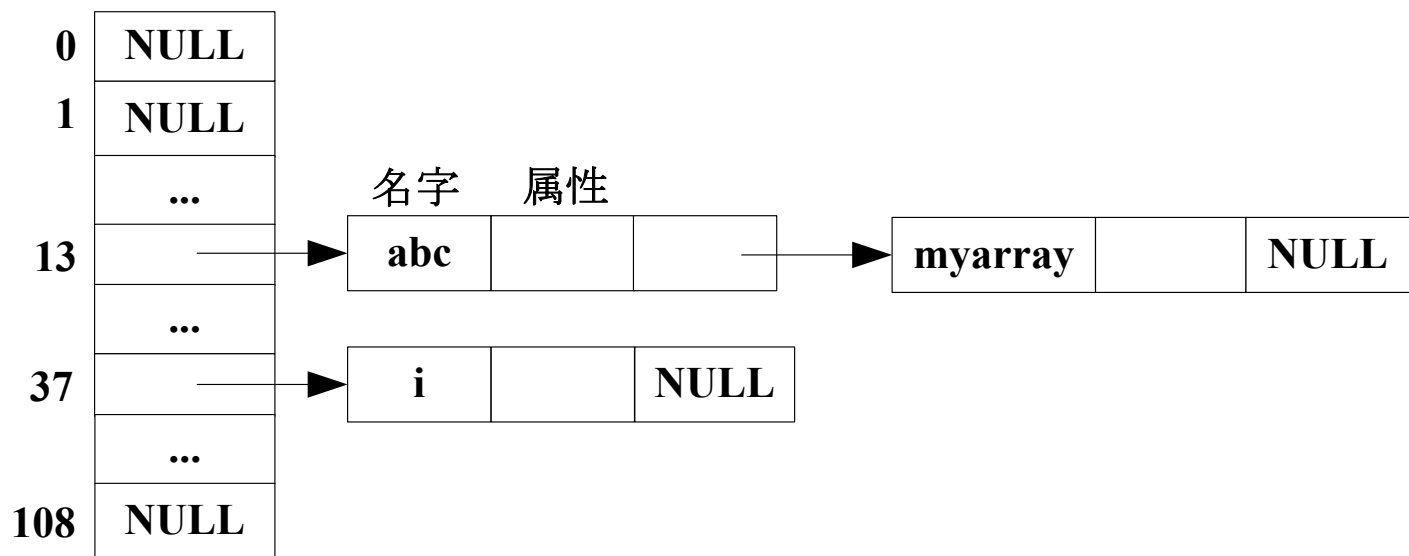 0 NULL
1 NULL
...
名字 属性
13 abc myarray NULL
...
37 i NULL
...
108 NULL